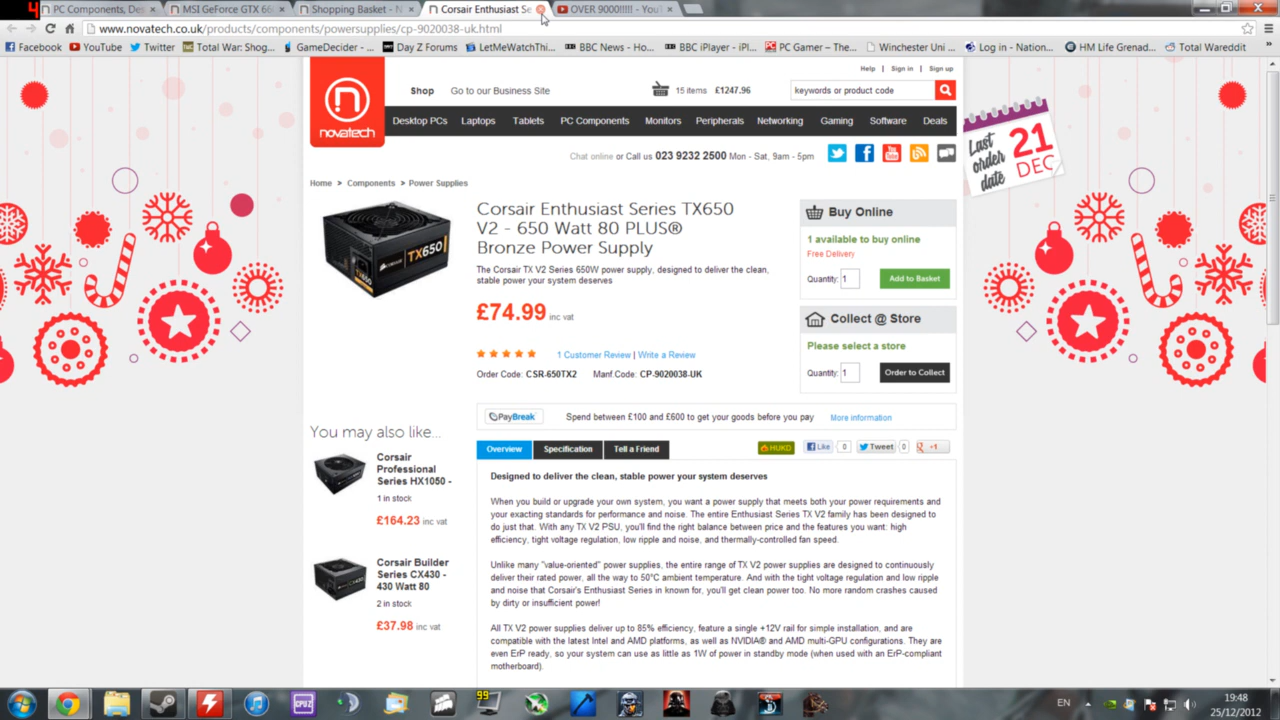 4
PC Components, Des
MSI GeForce GTX 66
Shopping Basket - N
Corsair Enthusiast Se
OVER 9000!!!!! - YouT
www.novatech.co.uk/products/components/powersupplies/cp-9020038-uk.html
Facebook
YouTube
Twitter
Total War: Shog...
GameDecider - ...
Day Z Forums
LetMeWatchThi...
BBC News - Ho...
BBC iPlayer - iPl...
PC Gamer – The...
Winchester Uni ...
Log in - Nation...
HM Life Grenad...
Total Wareddit
novatech
Help | Sign in | Sign up
Shop
Go to our Business Site
15 items £1247.96
keywords or product code
Desktop PCs
Laptops
Tablets
PC Components
Monitors
Peripherals
Networking
Gaming
Software
Deals
Chat online or Call us 023 9232 2500 Mon - Sat, 9am - 5pm
Last order date
21 DEC
Home > Components > Power Supplies
TX650
Corsair Enthusiast Series TX650
V2 - 650 Watt 80 PLUS®
Bronze Power Supply
The Corsair TX V2 Series 650W power supply, designed to deliver the clean,
stable power your system deserves
£74.99 inc vat
1 Customer Review | Write a Review
Order Code: CSR-650TX2 Manf.Code: CP-9020038-UK
Buy Online
1 available to buy online
Free Delivery
Quantity: 1
Add to Basket
Collect @ Store
Please select a store
Quantity: 1
Order to Collect
PayBreak
Spend between £100 and £600 to get your goods before you pay
More information
You may also like...
Corsair
Professional
Series HX1050 -
1 in stock
£164.23 inc vat
Corsair Builder
Series CX430 -
430 Watt 80
2 in stock
£37.98 inc vat
Overview
Specification
Tell a Friend
HUKD
Like 0
Tweet 0
+1
Designed to deliver the clean, stable power your system deserves
When you build or upgrade your own system, you want a power supply that meets both your power requirements and
your exacting standards for performance and noise. The entire Enthusiast Series TX V2 family has been designed to
do just that. With any TX V2 PSU, you'll find the right balance between price and the features you want: high
efficiency, tight voltage regulation, low ripple and noise, and thermally-controlled fan speed.
Unlike many "value-oriented" power supplies, the entire range of TX V2 power supplies are designed to continuously
deliver their rated power, all the way to 50°C ambient temperature. And with the tight voltage regulation and low ripple
and noise that Corsair's Enthusiast Series in known for, you'll get clean power too. No more random crashes caused
by dirty or insufficient power!
All TX V2 power supplies deliver up to 85% efficiency, feature a single +12V rail for simple installation, and are
compatible with the latest Intel and AMD platforms, as well as NVIDIA® and AMD multi-GPU configurations. They are
even ErP ready, so your system can use as little as 1W of power in standby mode (when used with an ErP-compliant
motherboard).
CPU-Z
99
EN
19:48
25/12/2012